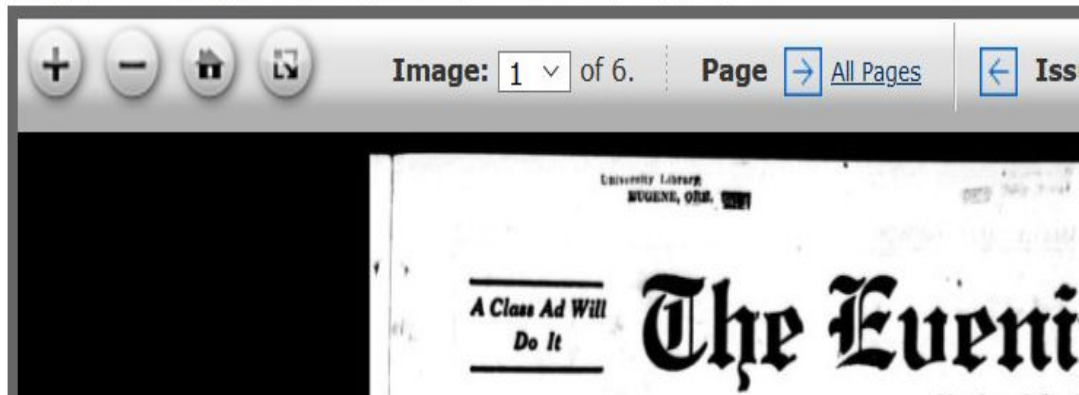 Image: 1 of 6. Page All Pages Iss
University Library
EUGENE, ORE.
A Class Ad Will
Do It
The Eveni